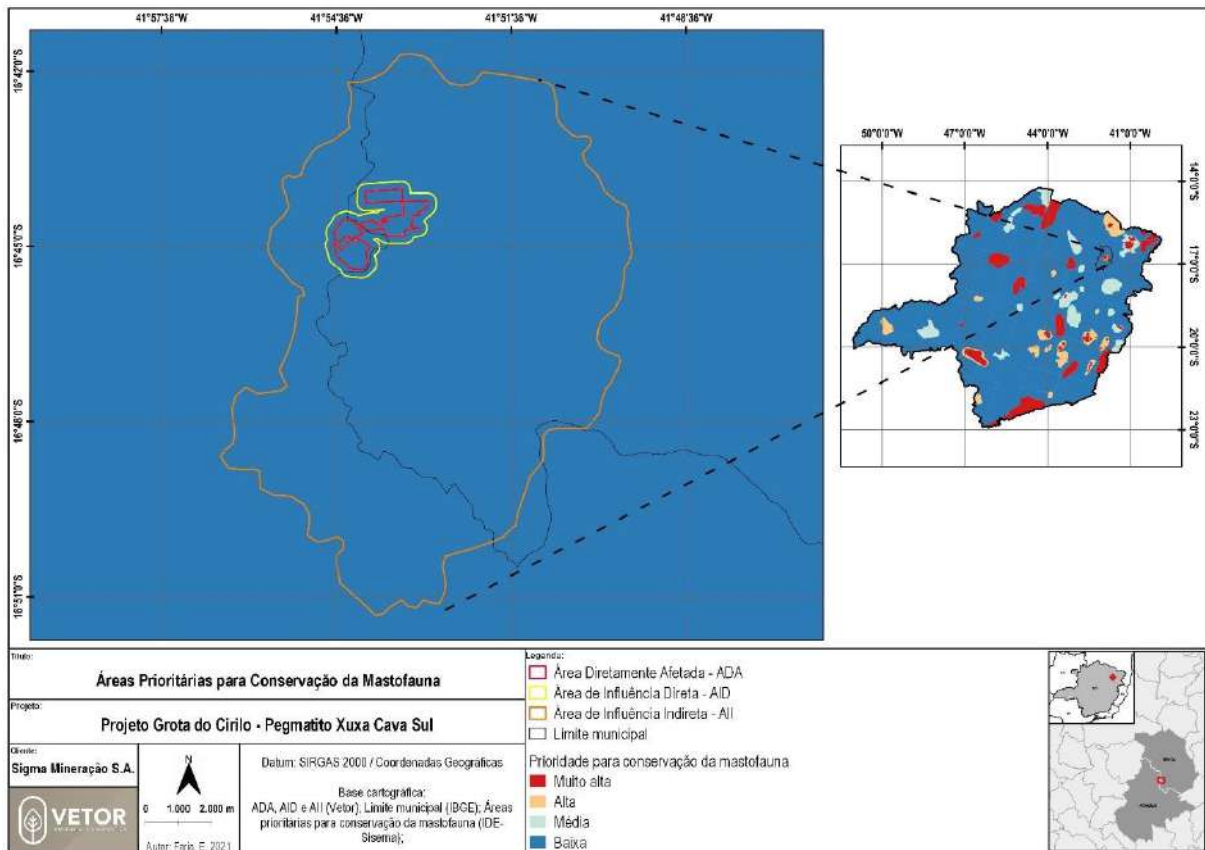 41°57'36"W 41°54'36"W 41°51'36"W 41°48'36"W
16°42'0"S
16°45'0"S
16°48'0"S
16°51'0"S
50°0'0"W 47°0'0"W 44°0'0"W 41°0'0"W
14°0'0"S
17°0'0"S
20°0'0"S
23°0'0"S
Título:
Áreas Prioritárias para Conservação da Mastofauna
Projeto:
Projeto Grota do Cirilo - Pegmatito Xuxa Cava Sul
Cliente:
Sigma Mineração S.A.
VETOR
N
0 1.000 2.000 m
Autor: Faria, E. 2021
Datum: SIRGAS 2000 / Coordenadas Geográficas
Base cartográfica:
ADA, AID e AII (Vetor); Limite municipal (IBGE); Áreas
prioritárias para conservação da mastofauna (IDE-
Sisema);
Legenda:
Área Diretamente Afetada - ADA
Área de Influência Direta - AID
Área de Influência Indireta - AII
Limite municipal
Prioridade para conservação da mastofauna
Muito alta
Alta
Média
Baixa